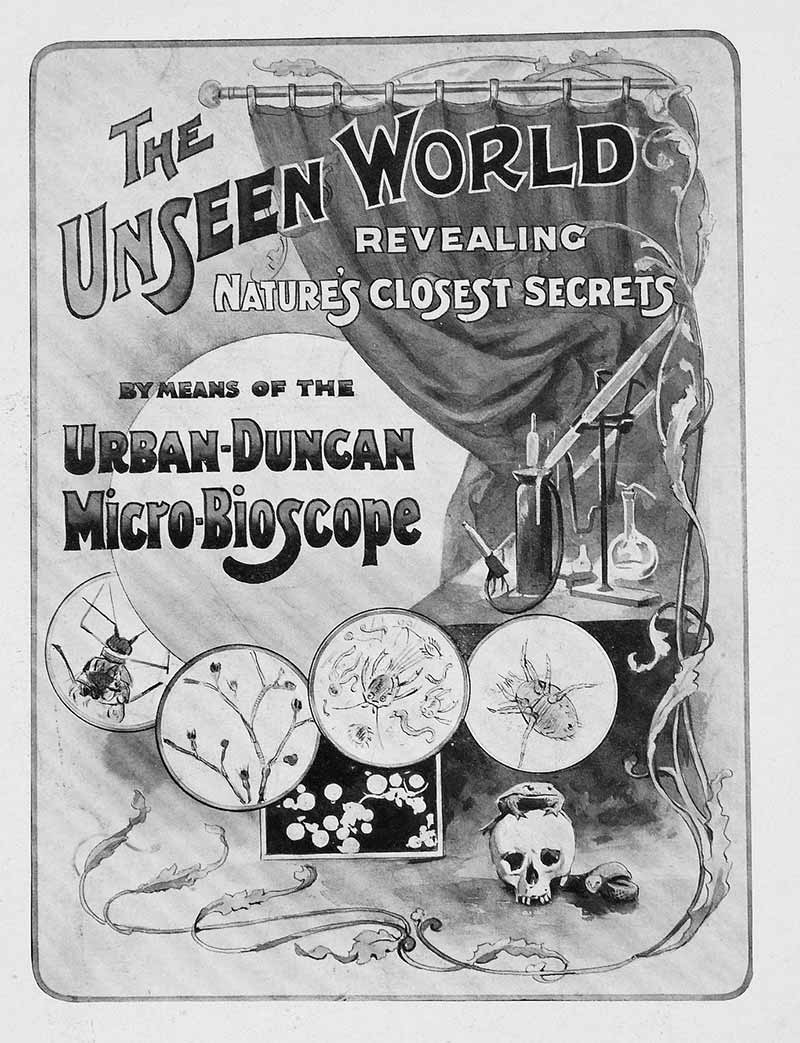 THE
UNSEEN WORLD
REVEALING
NATURE'S CLOSEST SECRETS
BY MEANS OF THE
URBAN-DUNCAN
MICRO-BIOSCOPE